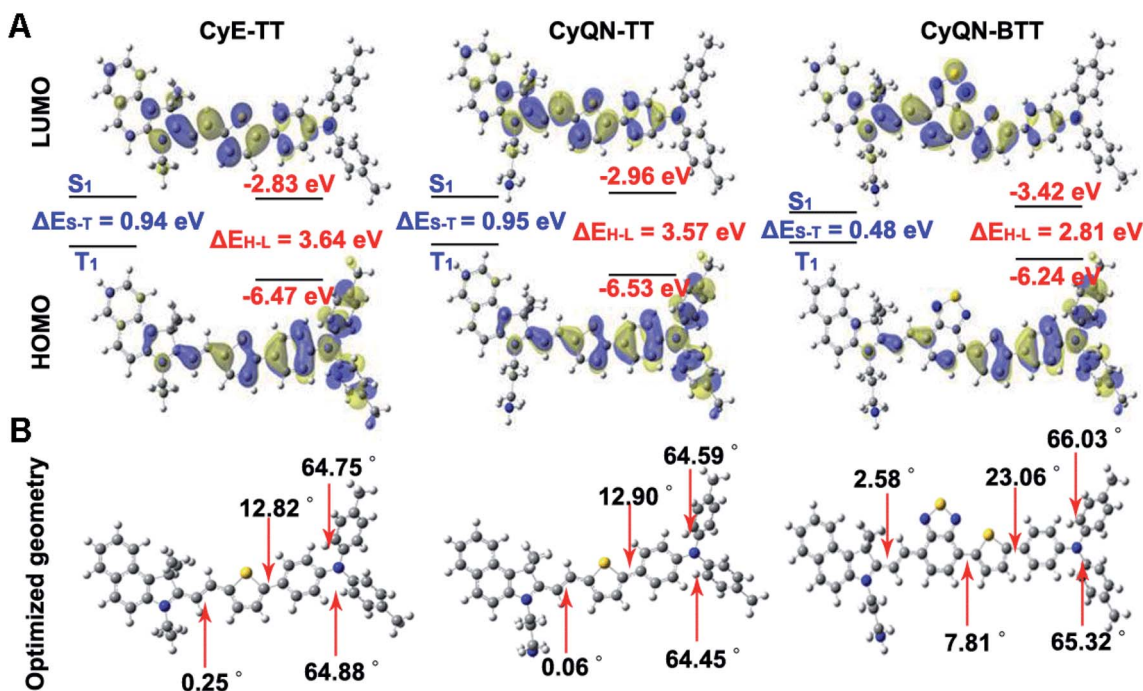 A
CyE-TT
CyQN-TT
CyQN-BTT
LUMO
S1
-2.83 eV
ΔES-T = 0.94 eV
ΔEH-L = 3.64 eV
T1
-6.47 eV
S1
-2.96 eV
ΔES-T = 0.95 eV
ΔEH-L = 3.57 eV
T1
-6.53 eV
S1
-3.42 eV
ΔES-T = 0.48 eV
ΔEH-L = 2.81 eV
T1
-6.24 eV
HOMO
B
Optimized geometry
64.75 °
12.82 °
0.25 °
64.88 °
64.59 °
12.90 °
0.06 °
64.45 °
66.03 °
2.58 °
23.06 °
7.81 °
65.32 °